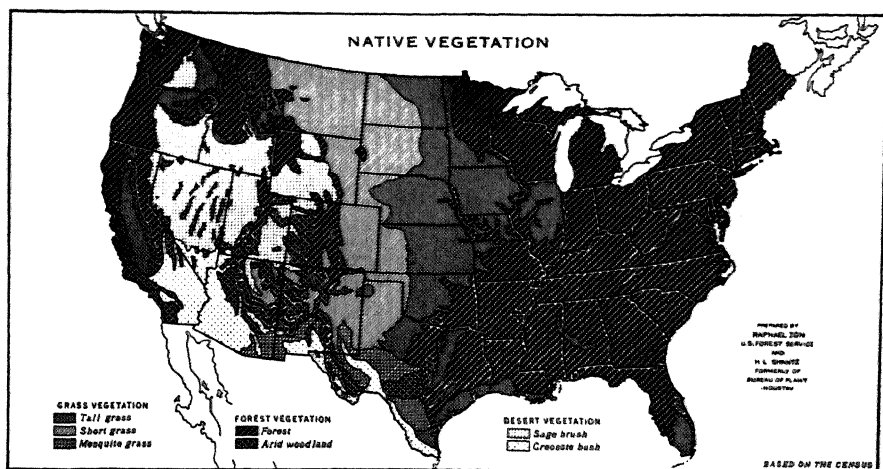 NATIVE VEGETATION
PREPARED BY
RAPHAEL ZON
U.S. FOREST SERVICE
AND
H L SHANTZ
FORMERLY OF
BUREAU OF PLANT
GRASS VEGETATION
Tall grass
Short grass
Mesquite grass
FOREST VEGETATION
Forest
Arid woodland
DESERT VEGETATION
Sage brush
Creosote bush
BASED ON THE CENSUS